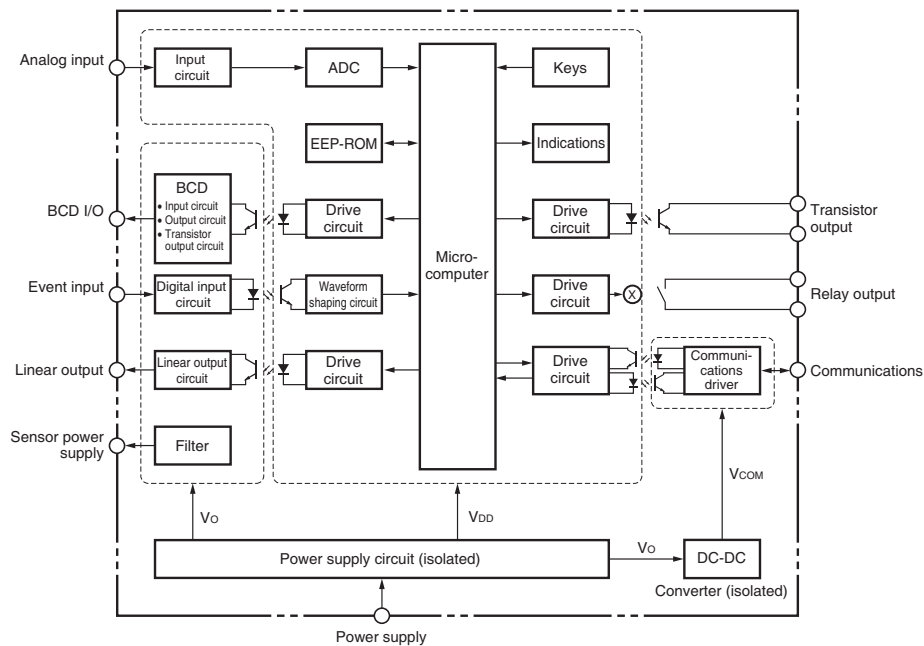 Analog input
Input
circuit
ADC
Keys
EEP-ROM
Indications
BCD I/O
BCD
• Input circuit
• Output circuit
• Transistor
output circuit
Drive
circuit
Micro-
computer
Drive
circuit
Transistor
output
Event input
Digital input
circuit
Waveform
shaping circuit
Drive
circuit
X
Relay output
Linear output
Linear output
circuit
Drive
circuit
Drive
circuit
Communi-
cations
driver
Communications
Sensor power
supply
Filter
VO
VDD
VCOM
Power supply circuit (isolated)
VO
DC-DC
Converter (isolated)
Power supply